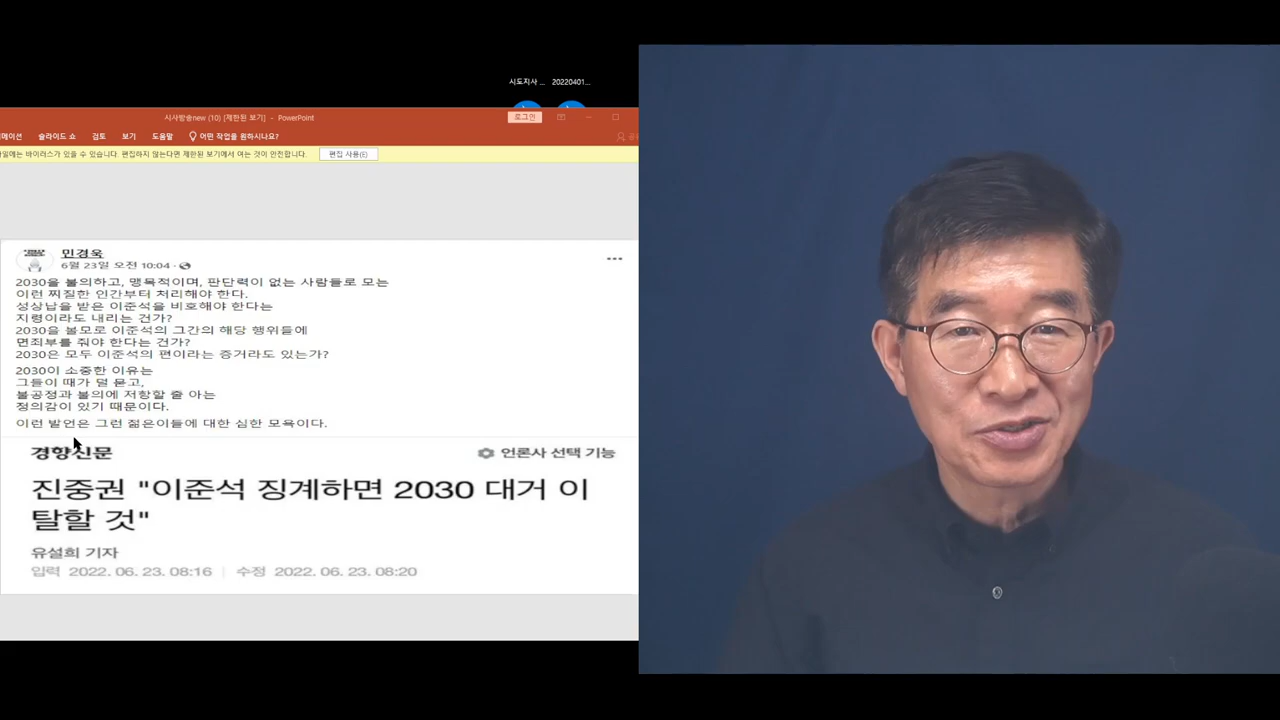 시도지사 ... 20220401...
시사방송new (10) [제한된 보기] - PowerPoint 로그인
메이션 슬라이드 쇼 검토 보기 도움말 어떤 작업을 원하시나요?
일에는 바이러스가 있을 수 있습니다. 편집하지 않는다면 제한된 보기에서 여는 것이 안전합니다. 편집 사용(E)
민경욱
6월 23일 오전 10:04 ·
2030을 불의하고, 맹목적이며, 판단력이 없는 사람들로 모는
이런 찌질한 인간부터 처리해야 한다.
성상납을 받은 이준석을 비호해야 한다는
지령이라도 내리는 건가?
2030을 볼모로 이준석의 그간의 해당 행위들에
면죄부를 줘야 한다는 건가?
2030은 모두 이준석의 편이라는 증거라도 있는가?
2030이 소중한 이유는
그들이 때가 덜 묻고,
불공정과 불의에 저항할 줄 아는
정의감이 있기 때문이다.
이런 발언은 그런 젊은이들에 대한 심한 모욕이다.
경향신문 언론사 선택 기능
진중권 "이준석 징계하면 2030 대거 이
탈할 것"
유설희 기자
입력 2022. 06. 23. 08:16 수정 2022. 06. 23. 08:20